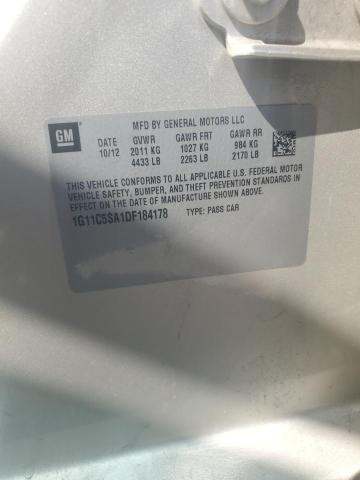 GM
MFD BY GENERAL MOTORS LLC
DATE GVWR GAWR FRT GAWR RR
10/12 2011 KG 1027 KG 984 KG
4433 LB 2263 LB 2170 LB
THIS VEHICLE CONFORMS TO ALL APPLICABLE U.S. FEDERAL MOTOR
VEHICLE SAFETY, BUMPER, AND THEFT PREVENTION STANDARDS IN
EFFECT ON THE DATE OF MANUFACTURE SHOWN ABOVE.
1G11C5SA1DF184178 TYPE: PASS CAR